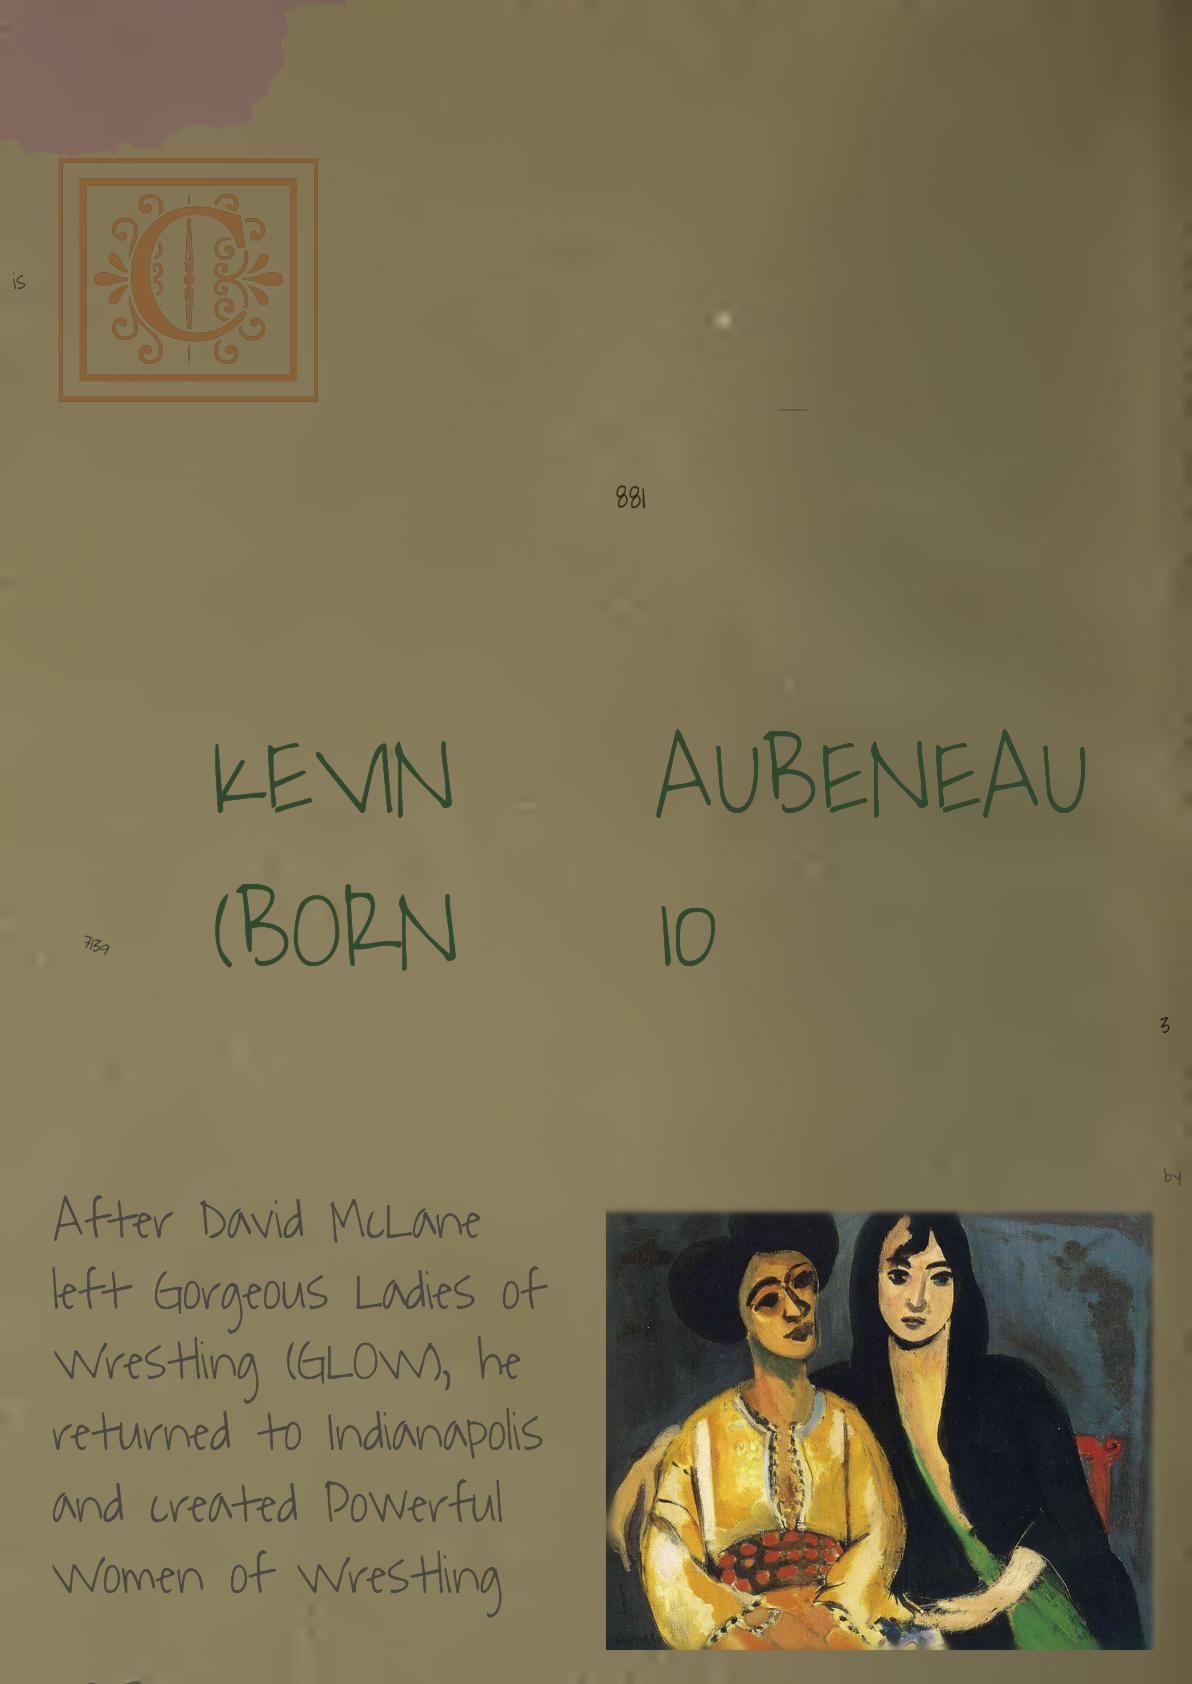 C
is
881
KEVIN AUBENEAU
(BORN 10
7139
3
by
After David McLane
left Gorgeous Ladies of
Wrestling (GLOW), he
returned to Indianapolis
and created Powerful
Women of Wrestling